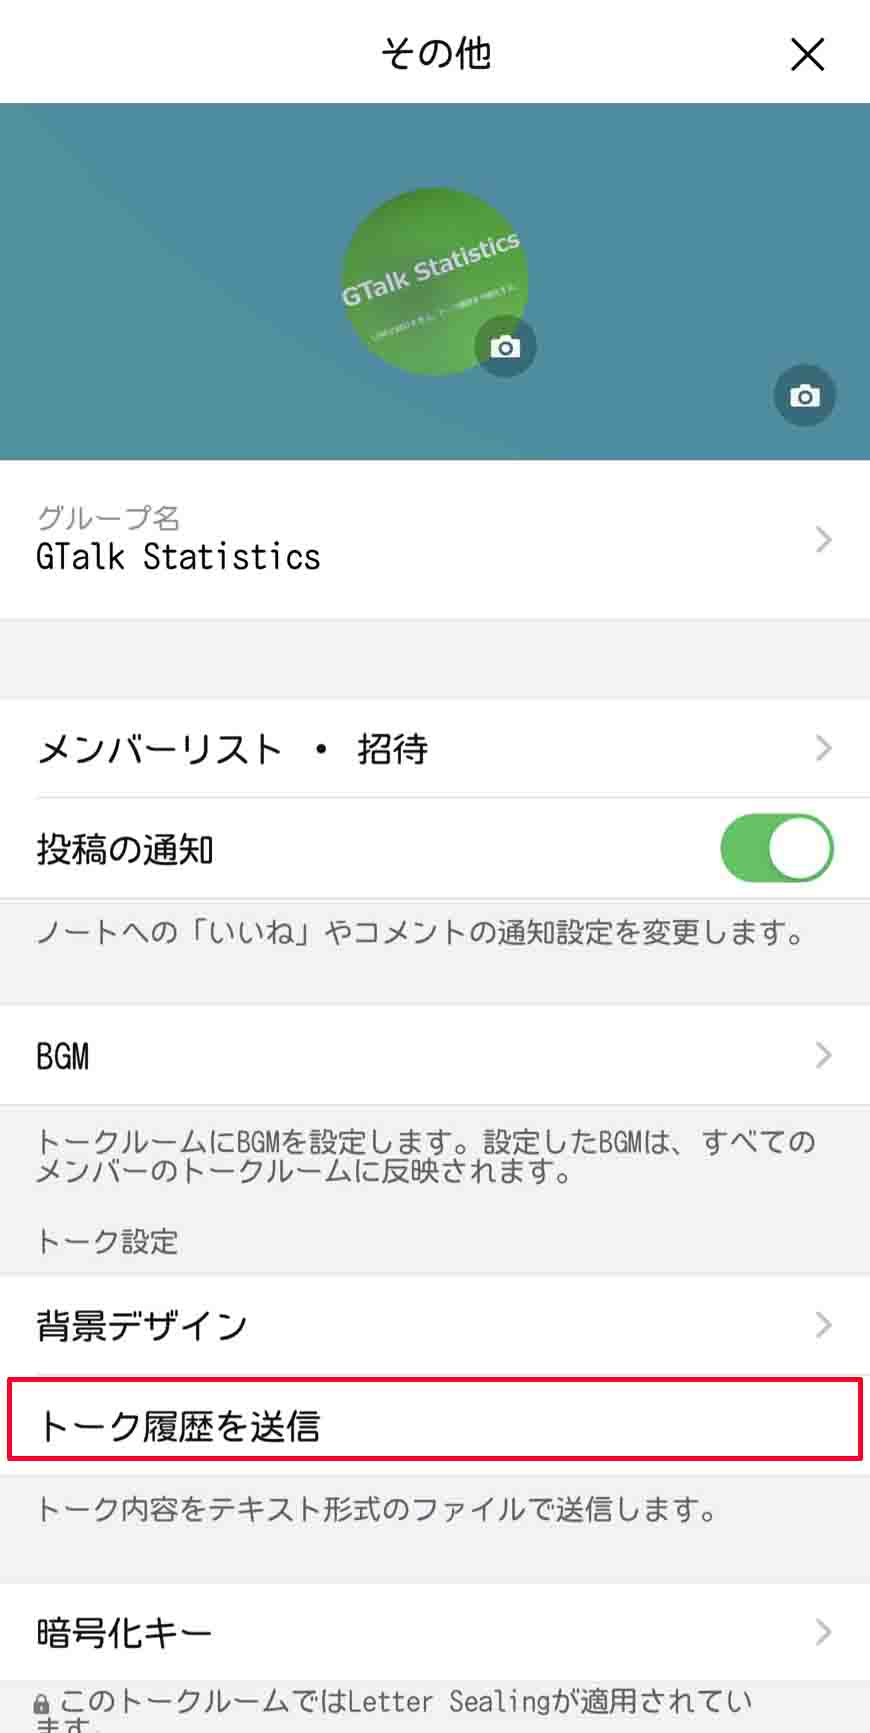 その他
GTalk Statistics
グループ名
GTalk Statistics
メンバーリスト ・ 招待
投稿の通知
ノートへの「いいね」やコメントの通知設定を変更します。
BGM
トークルームにBGMを設定します。設定したBGMは、すべての
メンバーのトークルームに反映されます。
トーク設定
背景デザイン
トーク履歴を送信
トーク内容をテキスト形式のファイルで送信します。
暗号化キー
このトークルームではLetter Sealingが適用されてい
ます。